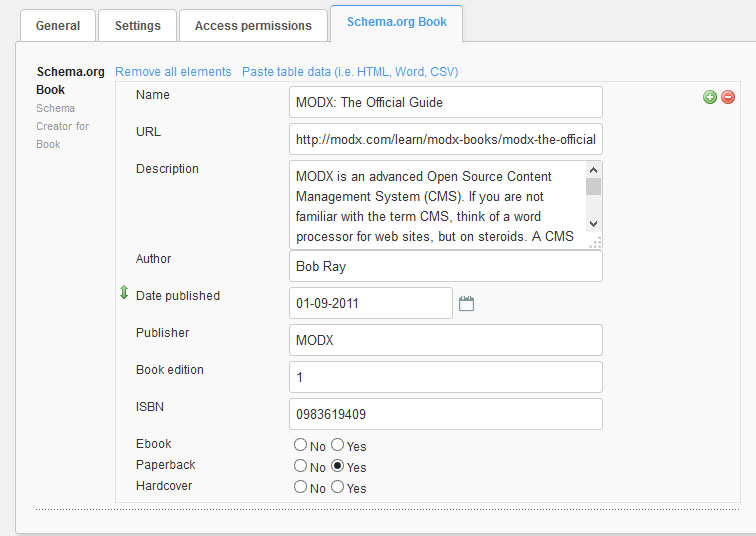 General Settings Access permissions Schema.org Book
Schema.org Book
Schema Creator for Book
Remove all elements Paste table data (i.e. HTML, Word, CSV)
Name MODX: The Official Guide
URL http://modx.com/learn/modx-books/modx-the-official
Description MODX is an advanced Open Source Content
Management System (CMS). If you are not
familiar with the term CMS, think of a word
processor for web sites, but on steroids. A CMS
Author Bob Ray
Date published 01-09-2011
Publisher MODX
Book edition 1
ISBN 0983619409
Ebook No Yes
Paperback No Yes
Hardcover No Yes